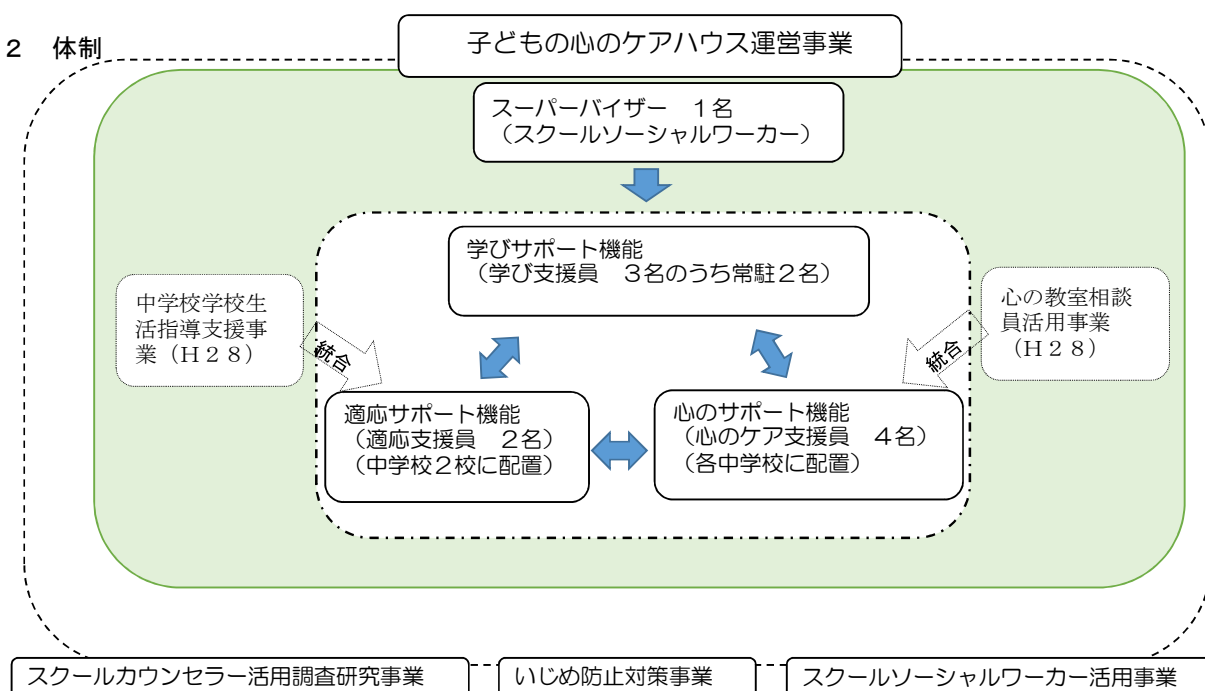 ２　体制
子どもの心のケアハウス運営事業
スーパーバイザー　１名
（スクールソーシャルワーカー）
学びサポート機能
（学び支援員　３名のうち常駐２名）
中学校学校生
活指導支援事
業（Ｈ２８）
統合
心の教室相談
員活用事業
（Ｈ２８）
統合
適応サポート機能
（適応支援員　２名）
（中学校２校に配置）
心のサポート機能
（心のケア支援員　４名）
（各中学校に配置）
スクールカウンセラー活用調査研究事業
いじめ防止対策事業
スクールソーシャルワーカー活用事業